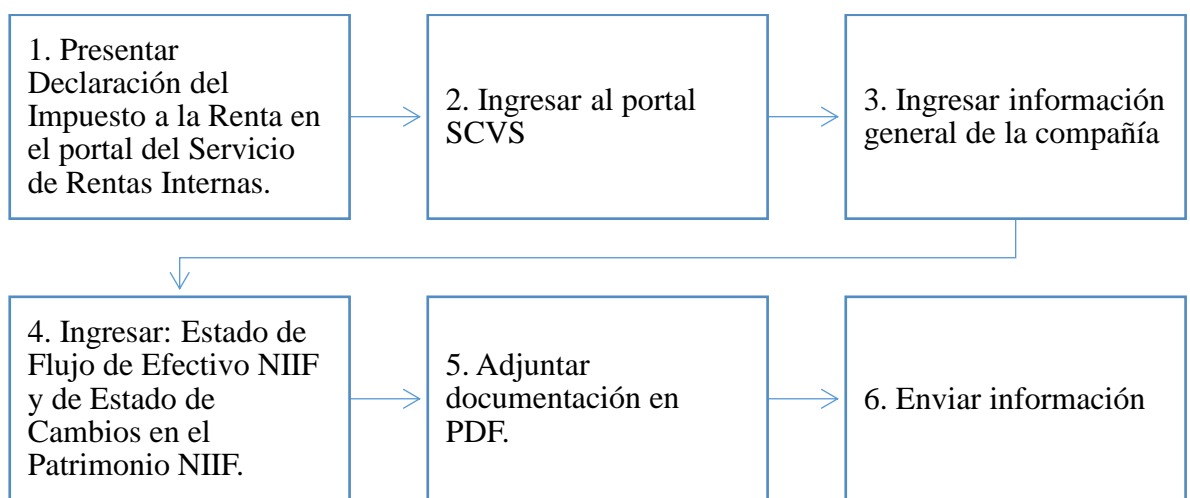 1. Presentar
Declaración del
Impuesto a la Renta en
el portal del Servicio
de Rentas Internas.
2. Ingresar al portal
SCVS
3. Ingresar información
general de la compañía
4. Ingresar: Estado de
Flujo de Efectivo NIIF
y de Estado de
Cambios en el
Patrimonio NIIF.
5. Adjuntar
documentación en
PDF.
6. Enviar información